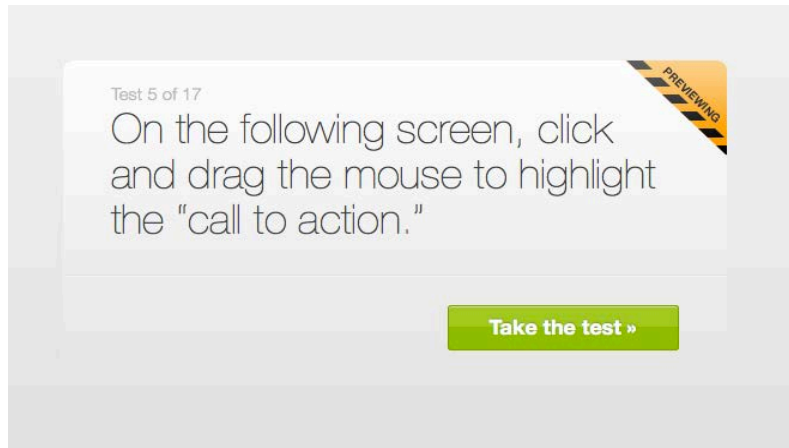 Test 5 of 17
PREVIEWING
On the following screen, click
and drag the mouse to highlight
the “call to action.”
Take the test »